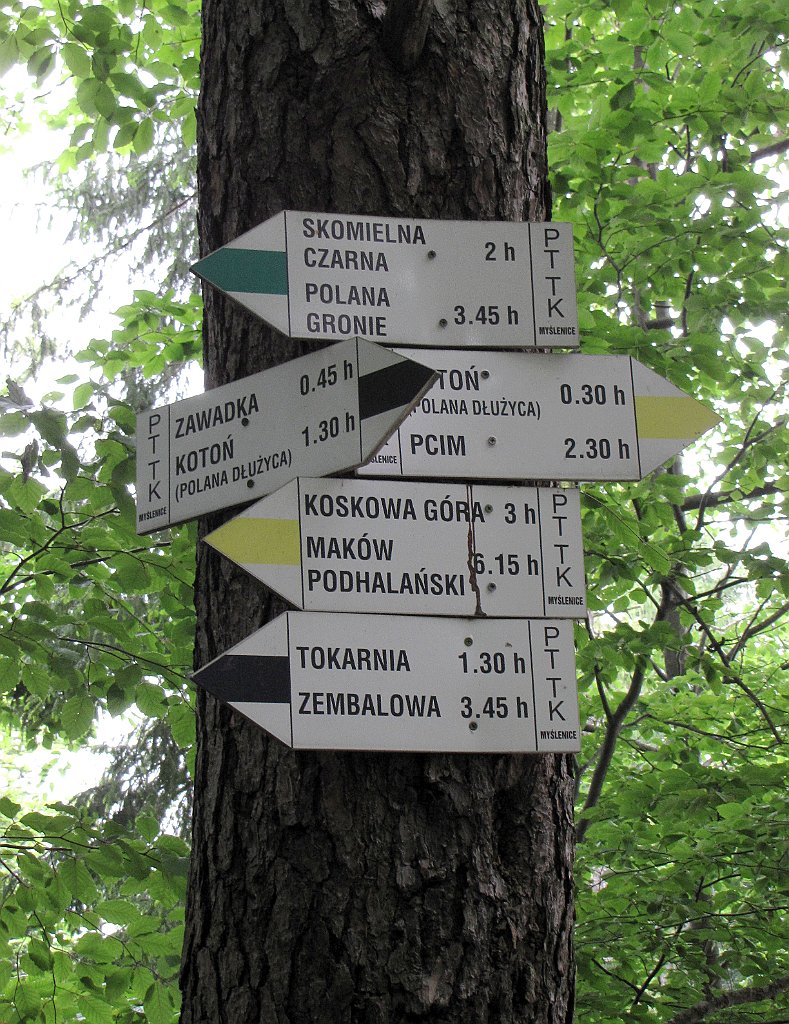 SKOMIELNA
CZARNA 2 h
POLANA
GRONIE 3.45 h
PTTK
MYŚLENICE
ZAWADKA 0.45 h
KOTOŃ 1.30 h
(POLANA DŁUŻYCA)
PTTK
MYŚLENICE
TOŃ 0.30 h
POLANA DŁUŻYCA)
PCIM 2.30 h
LENICE
KOSKOWA GÓRA 3 h
MAKÓW
PODHALAŃSKI 6.15 h
PTTK
MYŚLENICE
TOKARNIA 1.30 h
ZEMBALOWA 3.45 h
PTTK
MYŚLENICE